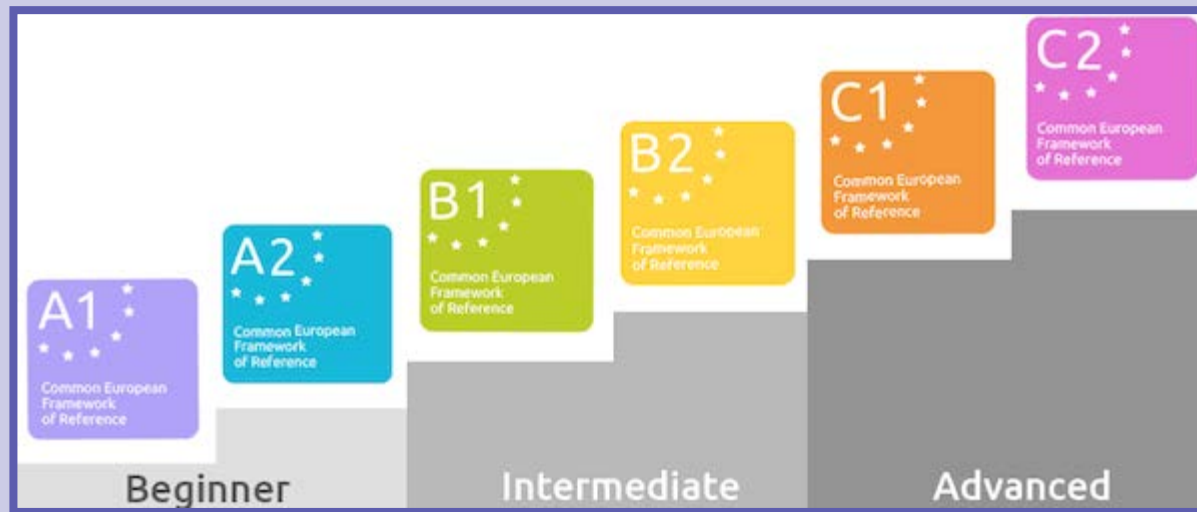 A1
Common European
Framework
of Reference
A2
Common European
Framework
of Reference
B1
Common European
Framework
of Reference
B2
Common European
Framework
of Reference
C1
Common European
Framework
of Reference
C2
Common European
Framework
of Reference
Beginner
Intermediate
Advanced